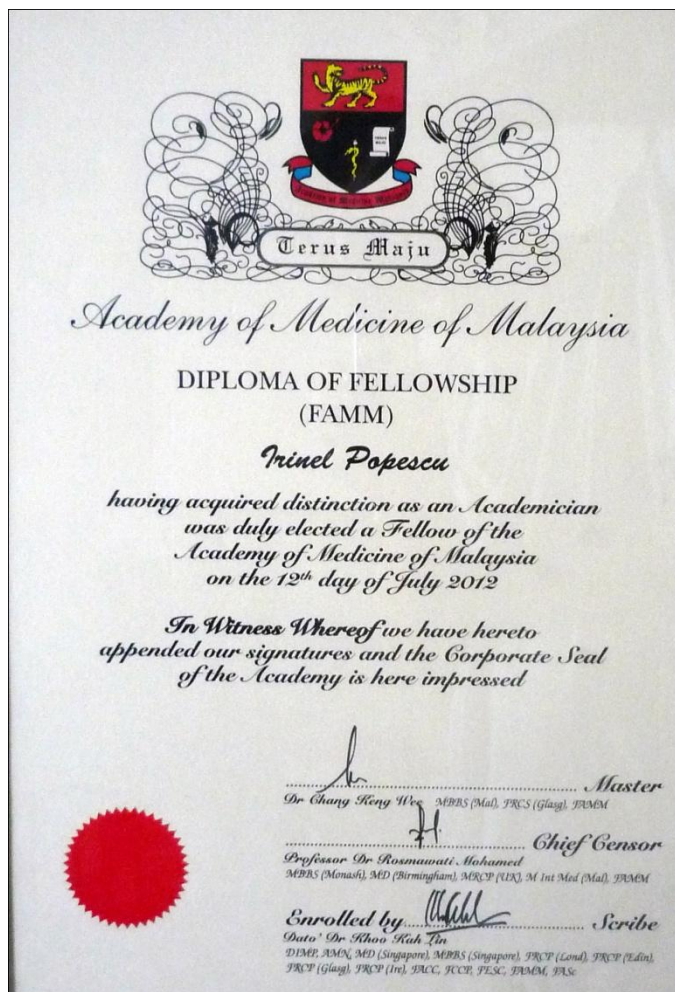 Academy of Medicine Malaysia
Terus Maju
Academy of Medicine of Malaysia
DIPLOMA OF FELLOWSHIP
(FAMM)
Irinel Popescu
having acquired distinction as an Academician
was duly elected a Fellow of the
Academy of Medicine of Malaysia
on the 12th day of July 2012
In Witness Whereof we have hereto
appended our signatures and the Corporate Seal
of the Academy is here impressed
Master
Dr Chang Keng Wee MBBS (Mal), FRCS (Glasg), FAMM
Chief Censor
Professor Dr Rosmawati Mohamed
MBBS (Monash), MD (Birmingham), MRCP (UK), M Int Med (Mal), FAMM
Enrolled by Scribe
Dato' Dr Khoo Kah Lin
DIMP, AMN, MD (Singapore), MBBS (Singapore), FRCP (Lond), FRCP (Edin),
FRCP (Glasg), FRCP (Ire), FACC, FCCP, FESC, FAMM, FASc